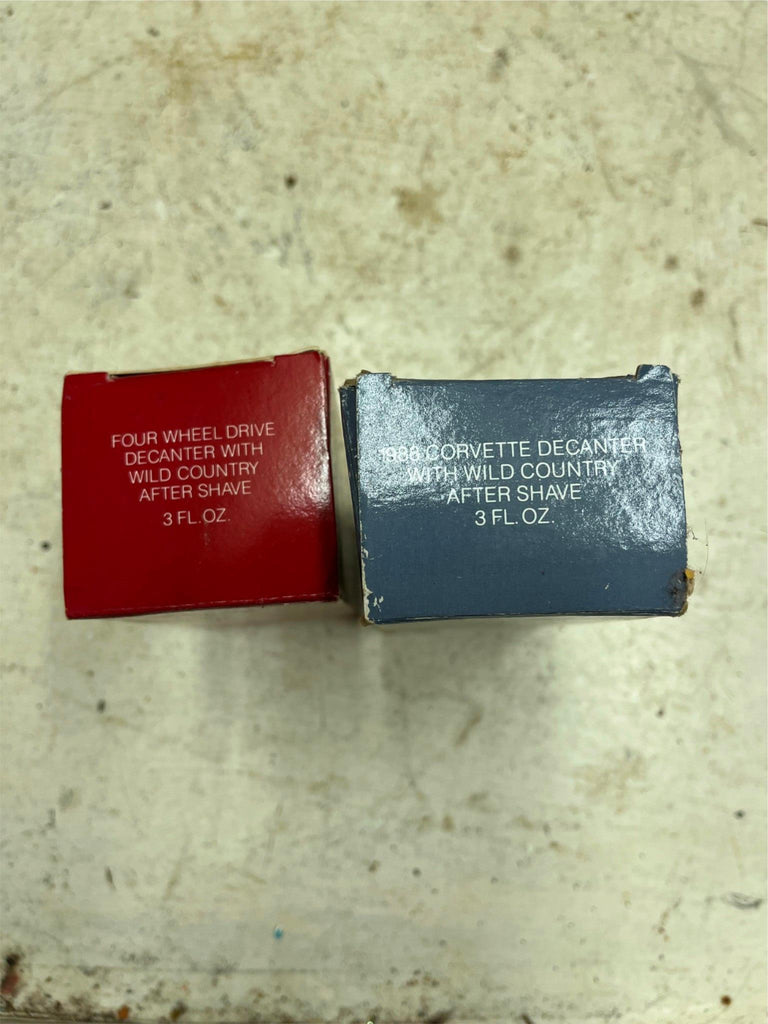 FOUR WHEEL DRIVE
DECANTER WITH
WILD COUNTRY
AFTER SHAVE
3 FL. OZ.
1988 CORVETTE DECANTER
WITH WILD COUNTRY
AFTER SHAVE
3 FL. OZ.